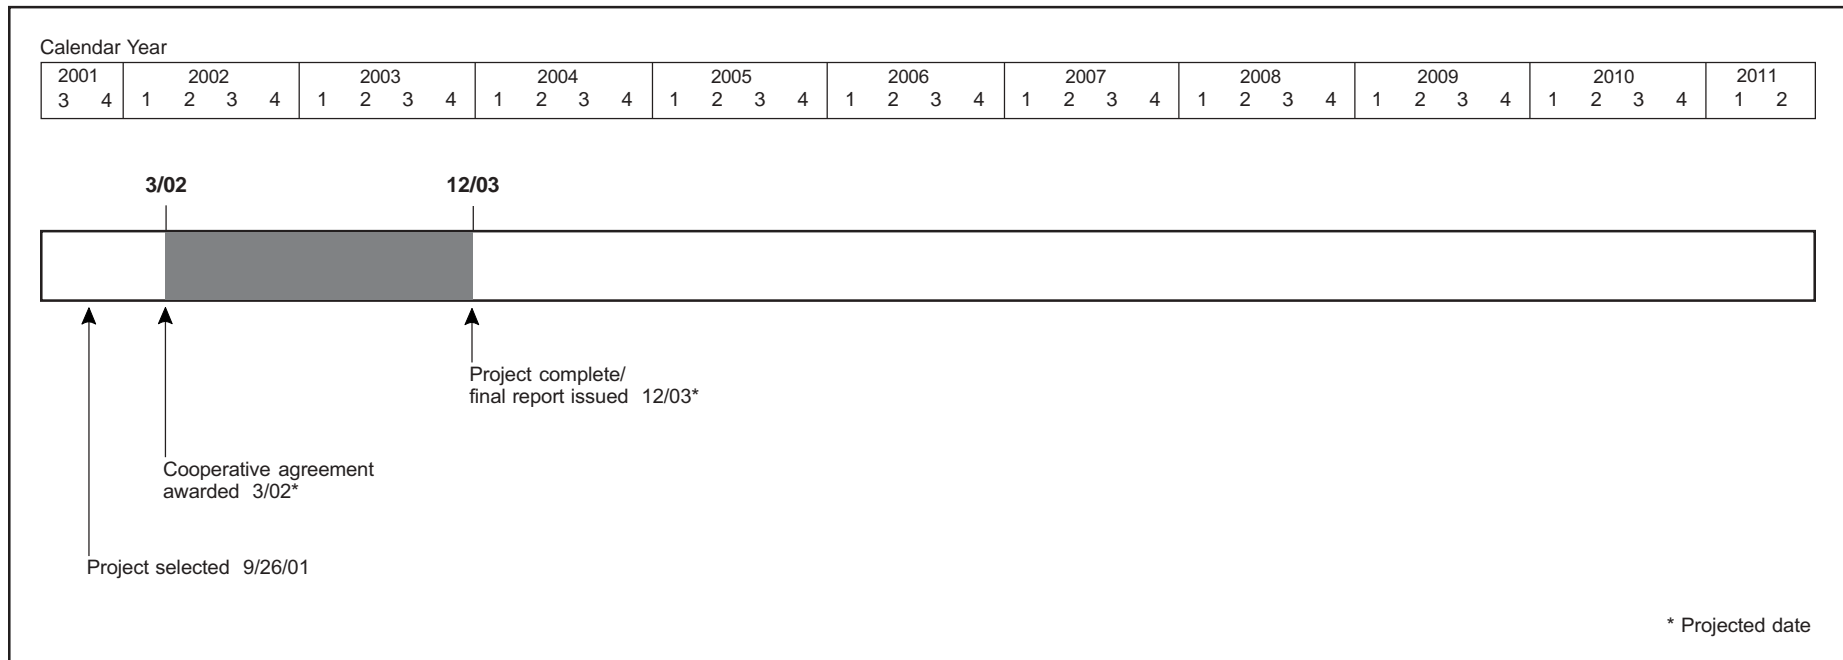 Calendar Year
2001 2002 2003 2004 2005 2006 2007 2008 2009 2010 2011
3 4 1 2 3 4 1 2 3 4 1 2 3 4 1 2 3 4 1 2 3 4 1 2 3 4 1 2 3 4 1 2 3 4 1 2 3 4 1 2
3/02 12/03
Project complete/
final report issued 12/03*
Cooperative agreement
awarded 3/02*
Project selected 9/26/01
* Projected date